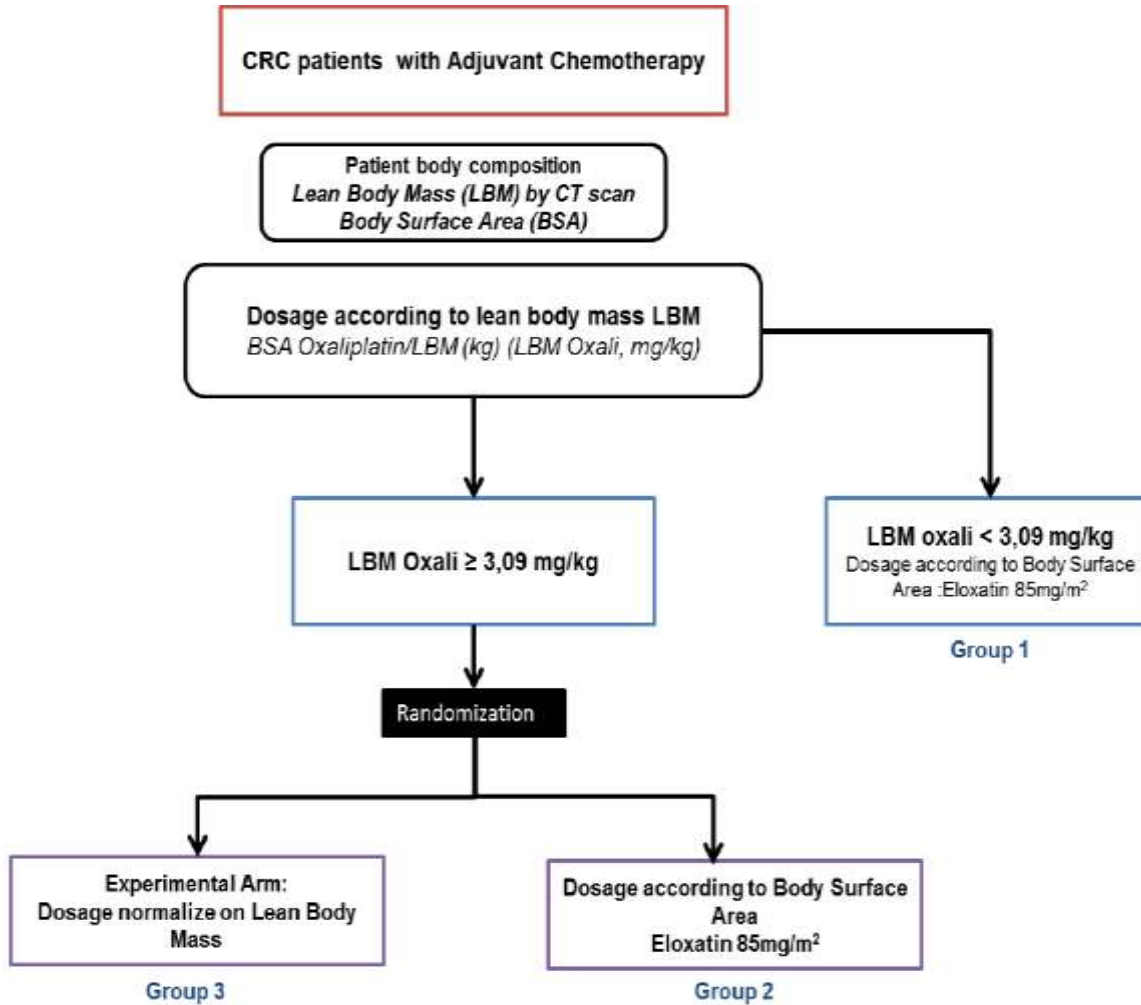 CRC patients with Adjuvant Chemotherapy
Patient body composition
Lean Body Mass (LBM) by CT scan
Body Surface Area (BSA)
Dosage according to lean body mass LBM
BSA Oxaliplatin/LBM (kg) (LBM Oxali, mg/kg)
LBM Oxali ≥ 3,09 mg/kg
LBM oxali < 3,09 mg/kg
Dosage according to Body Surface
Area :Eloxatin 85mg/m²
Group 1
Randomization
Experimental Arm:
Dosage normalize on Lean Body
Mass
Group 3
Dosage according to Body Surface
Area
Eloxatin 85mg/m²
Group 2